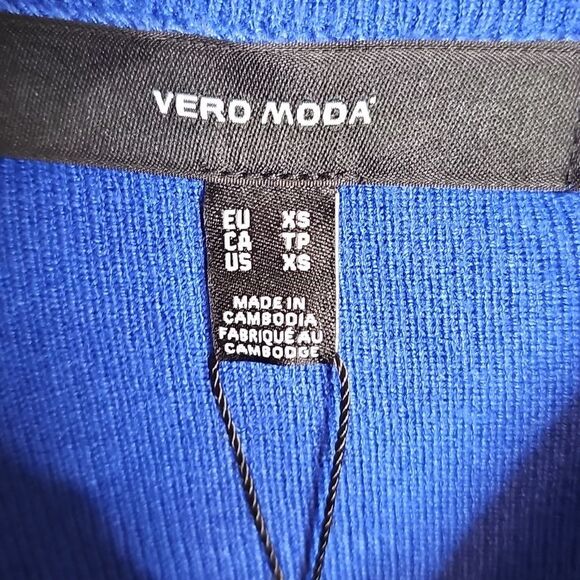 VERO MODA
EU XS
CA TP
US XS
MADE IN
CAMBODIA
FABRIQUÉ AU
CAMBODGE